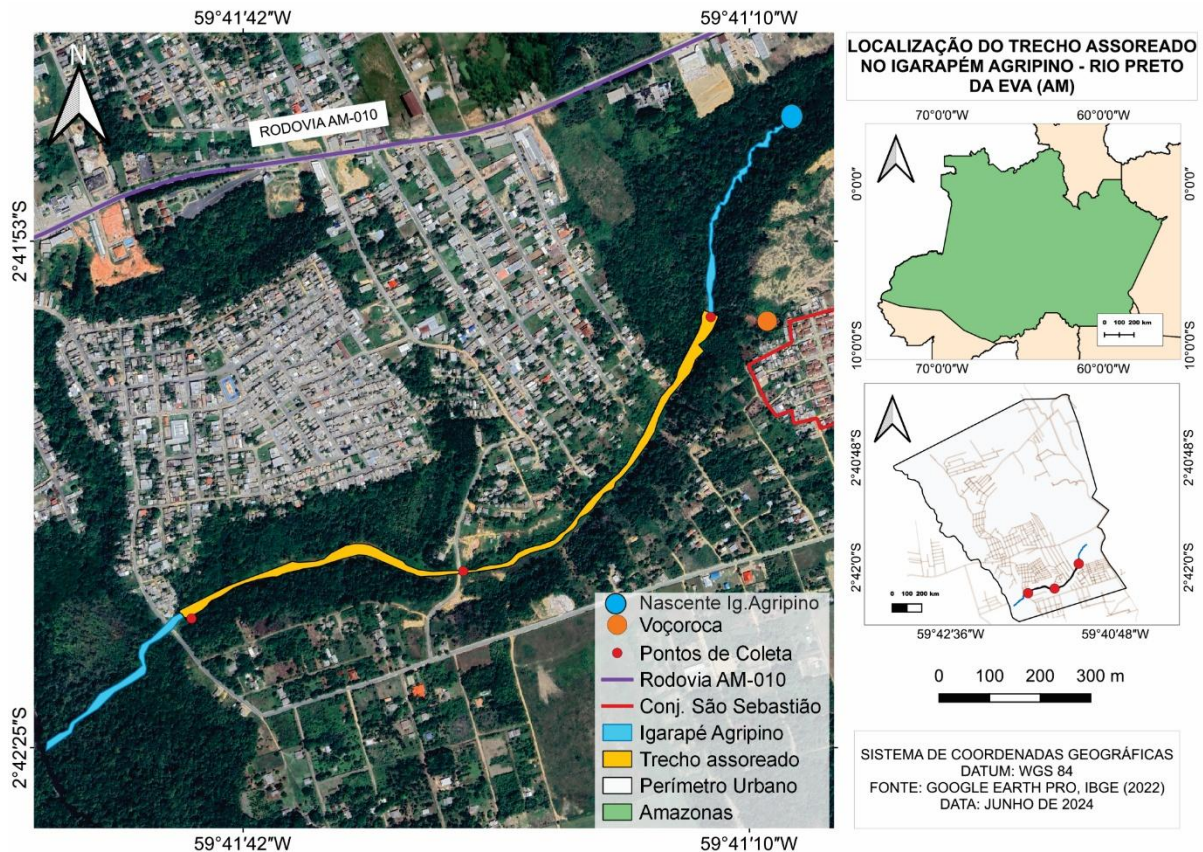 59°41'42"W
59°41'10"W
2°41'53"S
2°42'25"S
N
RODOVIA AM-010
Nascente Ig.Agripino
Voçoroca
Pontos de Coleta
Rodovia AM-010
Conj. São Sebastião
Igarapé Agripino
Trecho assoreado
Perímetro Urbano
Amazonas
59°41'42"W
59°41'10"W
LOCALIZAÇÃO DO TRECHO ASSOREADO
NO IGARAPÉM AGRIPINO - RIO PRETO
DA EVA (AM)
70°0'0"W
60°0'0"W
0°0'0"S
0°0'0"S
10°0'0"S
10°0'0"S
0 100 200 km
70°0'0"W
60°0'0"W
2°40'48"S
2°40'48"S
2°42'0"S
2°42'0"S
0 100 200 km
59°42'36"W
59°40'48"W
0 100 200 300 m
SISTEMA DE COORDENADAS GEOGRÁFICAS
DATUM: WGS 84
FONTE: GOOGLE EARTH PRO, IBGE (2022)
DATA: JUNHO DE 2024